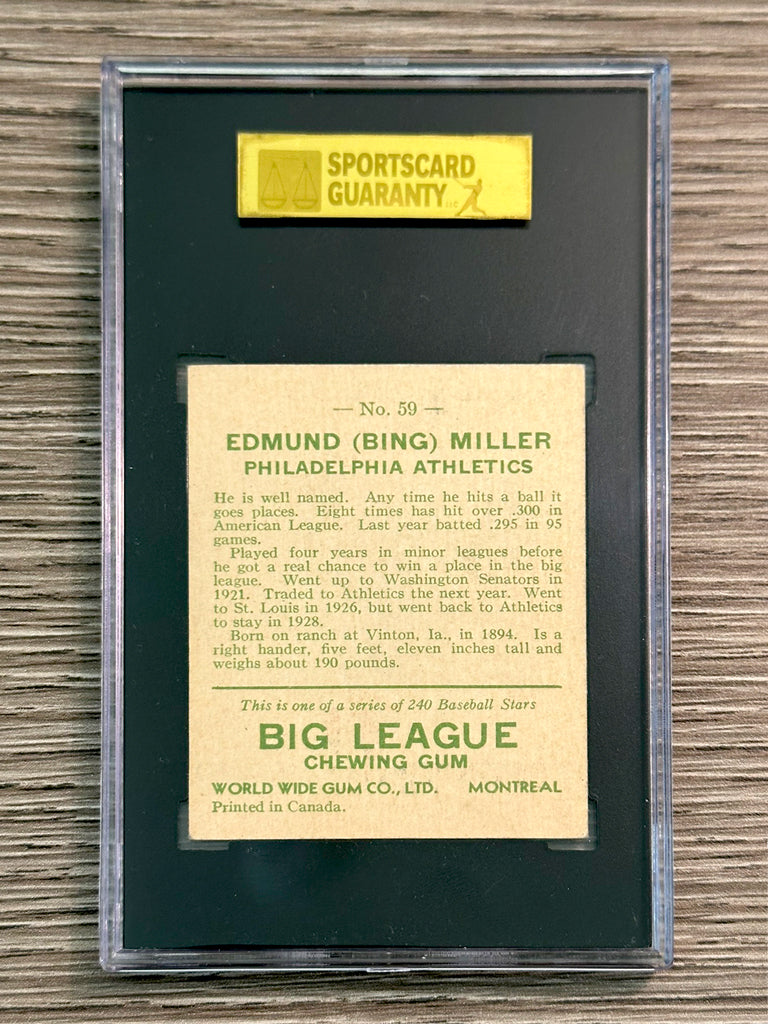 SPORTSCARD
GUARANTY LLC
— No. 59 —
EDMUND (BING) MILLER
PHILADELPHIA ATHLETICS
He is well named. Any time he hits a ball it
goes places. Eight times has hit over .300 in
American League. Last year batted .295 in 95
games.
Played four years in minor leagues before
he got a real chance to win a place in the big
league. Went up to Washington Senators in
1921. Traded to Athletics the next year. Went
to St. Louis in 1926, but went back to Athletics
to stay in 1928.
Born on ranch at Vinton, Ia., in 1894. Is a
right hander, five feet, eleven inches tall and
weighs about 190 pounds.
This is one of a series of 240 Baseball Stars
BIG LEAGUE
CHEWING GUM
WORLD WIDE GUM CO., LTD. MONTREAL
Printed in Canada.